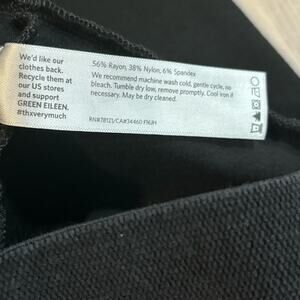 We'd like our
clothes back.
Recycle them at
our US stores
and support
GREEN EILEEN.
#thxverymuch
56% Rayon, 38% Nylon, 6% Spandex
We recommend machine wash cold, gentle cycle, no
bleach. Tumble dry low, remove promptly. Cool iron if
necessary. May be dry cleaned.
RN#78121/CA#34460 F16JH